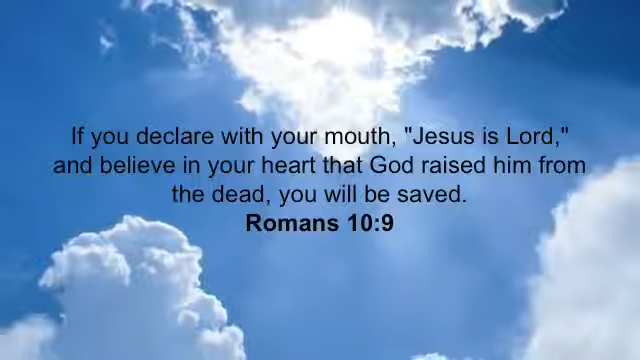 If you declare with your mouth, "Jesus is Lord,"
and believe in your heart that God raised him from
the dead, you will be saved.
Romans 10:9